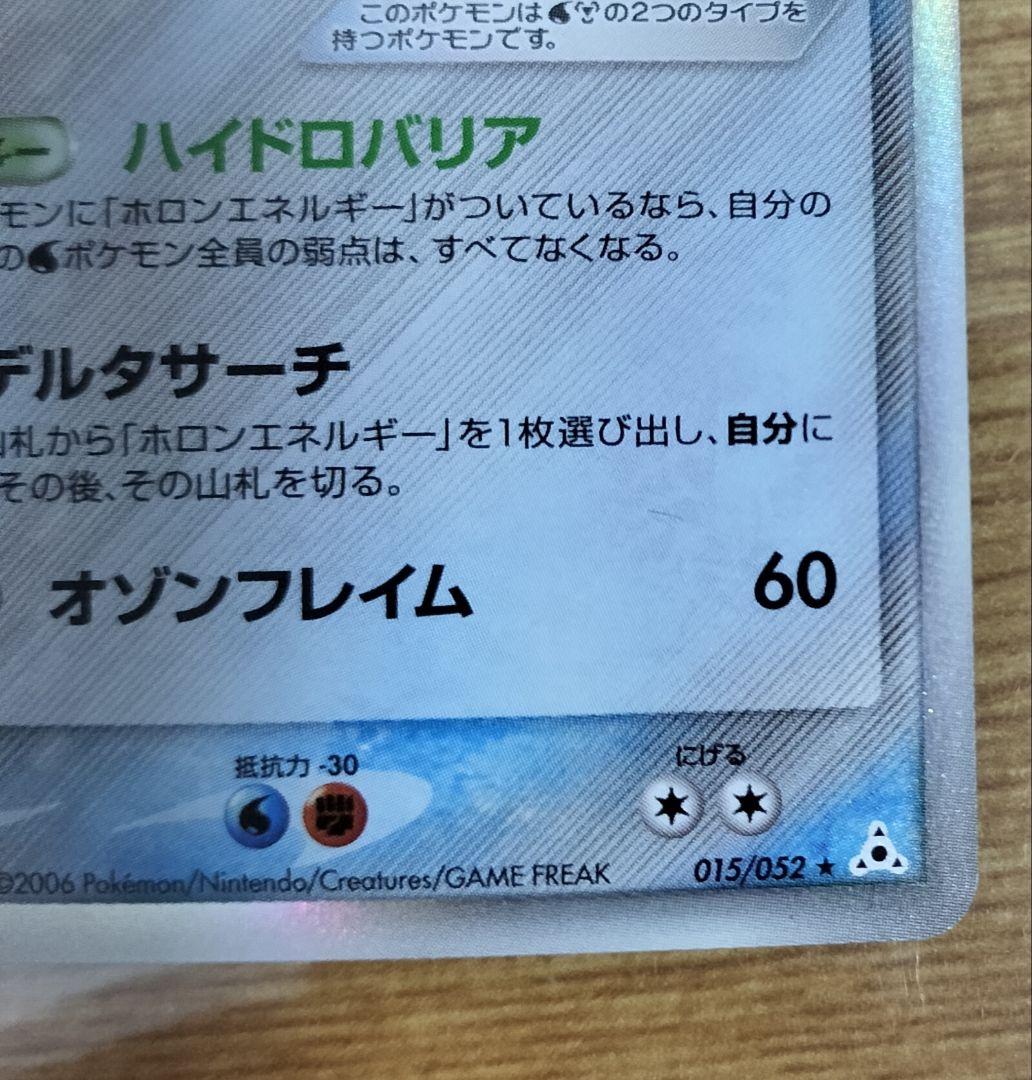 このポケモンはの2つのタイプを
持つポケモンです。
ー ハイドロバリア
モンに「ホロンエネルギー」がついているなら、自分の
のポケモン全員の弱点は、すべてなくなる。
デルタサーチ
山札から「ホロンエネルギー」を1枚選び出し、自分に
その後、その山札を切る。
オゾンフレイム 60
抵抗力 -30 にげる
©2006 Pokémon/Nintendo/Creatures/GAME FREAK 015/052 ★